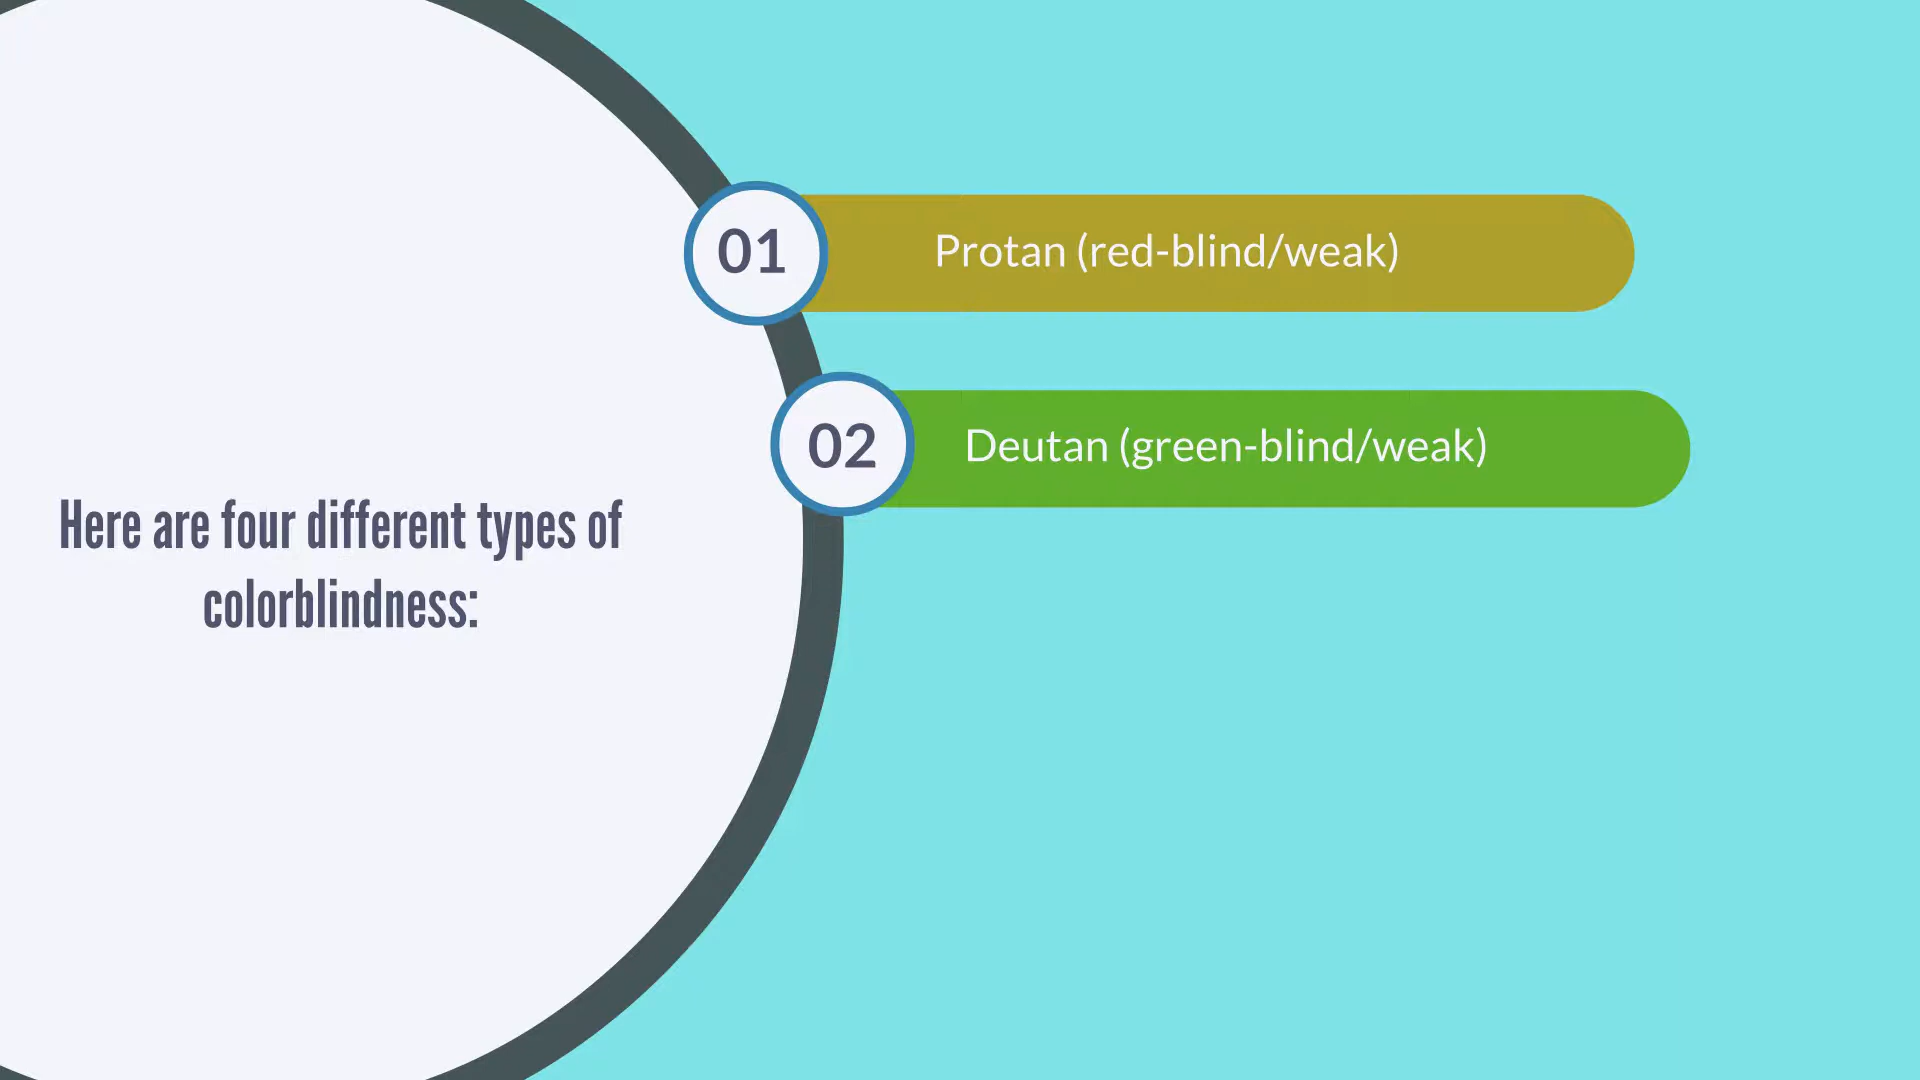 Here are four different types of
colorblindness:
01
Protan (red-blind/weak)
02
Deutan (green-blind/weak)